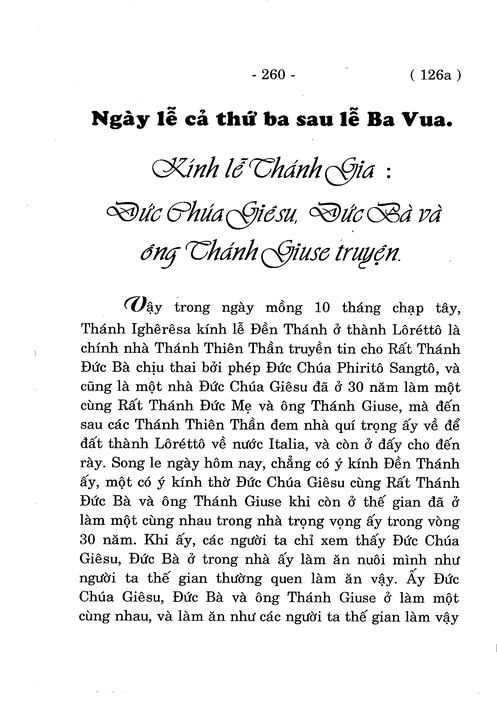 - 260 - ( 126a )
Ngày lễ cả thứ ba sau lễ Ba Vua.
Kính lễ Thánh Gia :
Đức Chúa Giêsu, Đức Bà và
ông Thánh Giuse truyện.
Vậy trong ngày mồng 10 tháng chạp tây,
Thánh Ighêrêsa kính lễ Đền Thánh ở thành Lôréttô là
chính nhà Thánh Thiên Thần truyền tin cho Rất Thánh
Đức Bà chịu thai bởi phép Đức Chúa Phiritô Sangtô, và
cũng là một nhà Đức Chúa Giêsu đã ở 30 năm làm một
cùng Rất Thánh Đức Mẹ và ông Thánh Giuse, mà đến
sau các Thánh Thiên Thần đem nhà quí trọng ấy về để
đất thành Lôréttô về nước Italia, và còn ở đấy cho đến
rày. Song le ngày hôm nay, chẳng có ý kính Đền Thánh
ấy, một có ý kính thờ Đức Chúa Giêsu cùng Rất Thánh
Đức Bà và ông Thánh Giuse khi còn ở thế gian đã ở
làm một cùng nhau trong nhà trọng vọng ấy trong vòng
30 năm. Khi ấy, các người ta chỉ xem thấy Đức Chúa
Giêsu, Đức Bà ở trong nhà ấy làm ăn nuôi mình như
người ta thế gian thường quen làm ăn vậy. Ấy Đức
Chúa Giêsu, Đức Bà và ông Thánh Giuse ở làm một
cùng nhau, và làm ăn như các người ta thế gian làm vậy